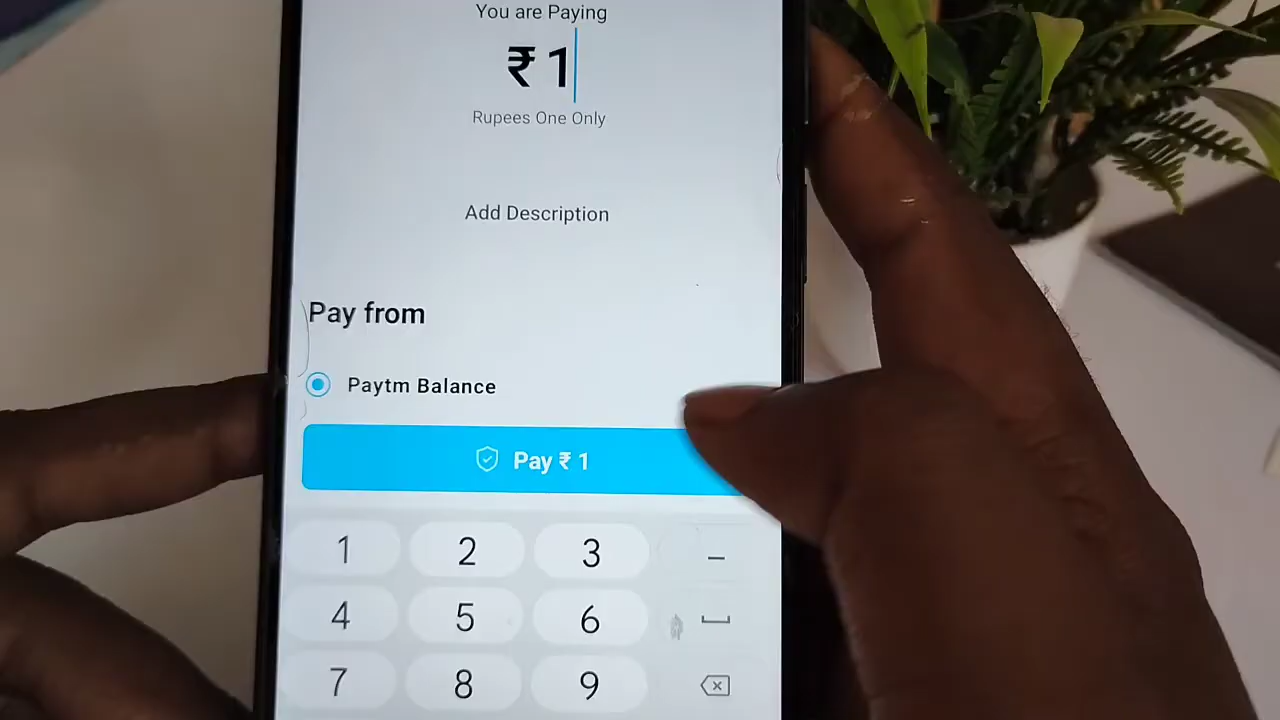 You are Paying
₹ 1
Rupees One Only
Add Description
Pay from
Paytm Balance
Pay ₹ 1
1 2 3 –
4 5 6
7 8 9